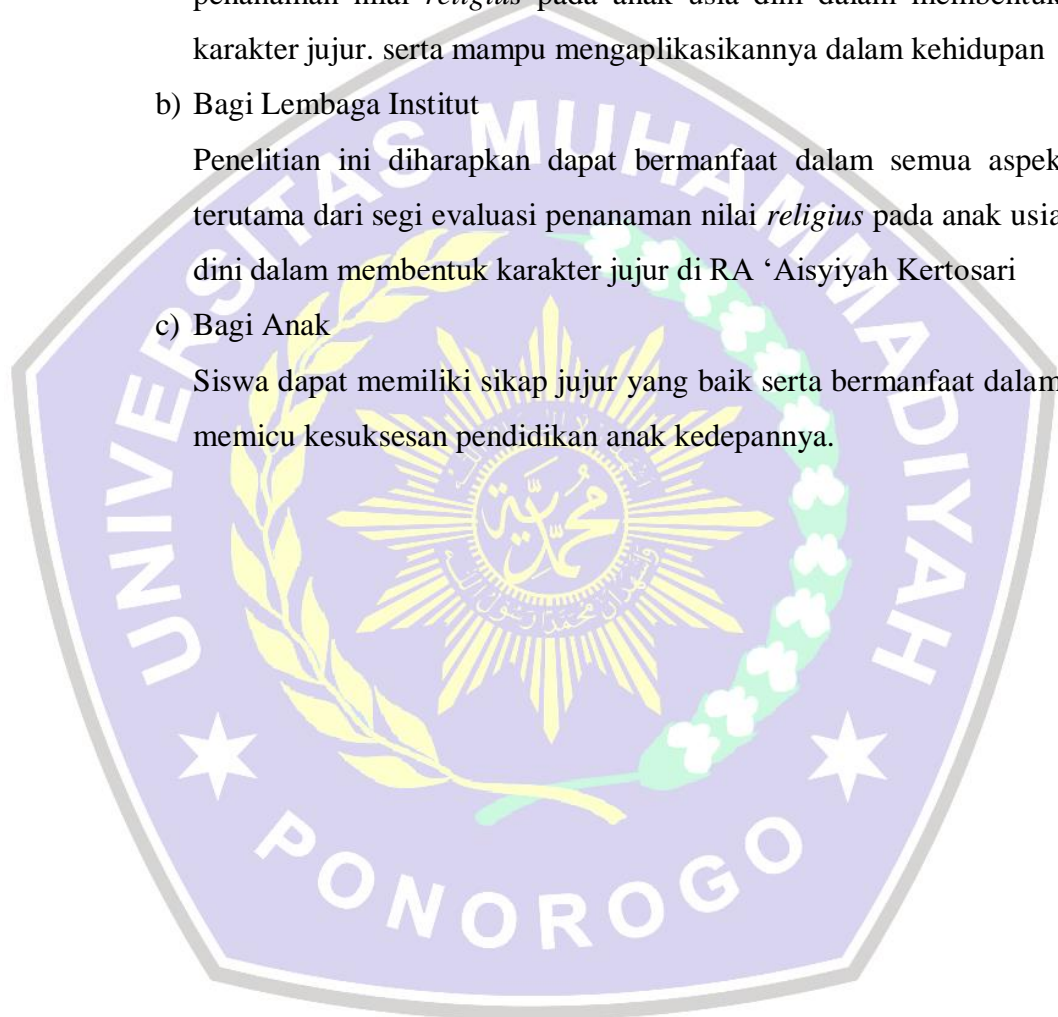 penanaman nilai religius pada anak usia dini dalam membentuk
karakter jujur. serta mampu mengaplikasikannya dalam kehidupan
b) Bagi Lembaga Institut
Penelitian ini diharapkan dapat bermanfaat dalam semua aspek
terutama dari segi evaluasi penanaman nilai religius pada anak usia
dini dalam membentuk karakter jujur di RA ‘Aisyiyah Kertosari
c) Bagi Anak
Siswa dapat memiliki sikap jujur yang baik serta bermanfaat dalam
memicu kesuksesan pendidikan anak kedepannya.
UNIVERSITAS MUHAMMADIYAH
PONOROGO
محمدية